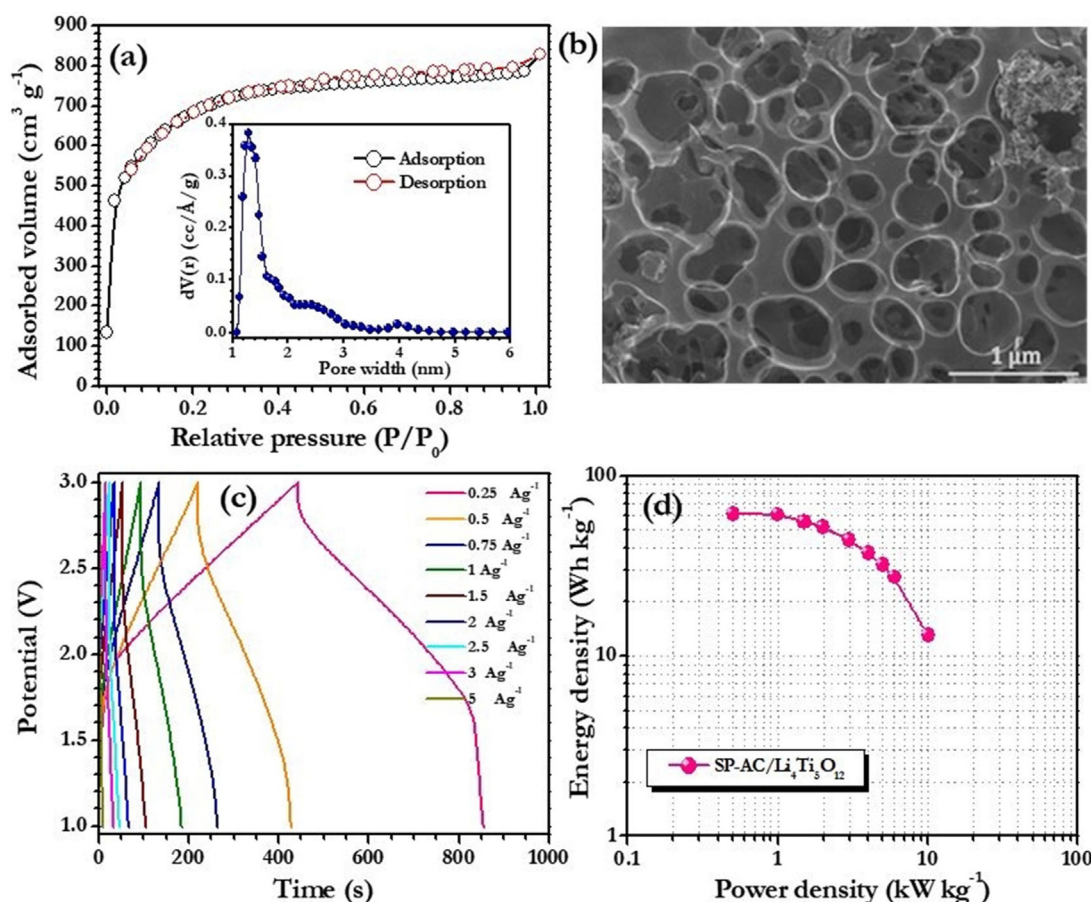 (a)
Adsorbed volume (cm³ g⁻¹)
900
800
700
600
500
400
300
200
100
0
0.0 0.2 0.4 0.6 0.8 1.0
Relative pressure (P/P₀)
dV(r) (cc/Å/g)
0.4
0.3
0.2
0.1
0.0
1 2 3 4 5 6
Pore width (nm)
Adsorption
Desorption
(b)
1 µm
(c)
Potential (V)
3.0
2.5
2.0
1.5
1.0
0 200 400 600 800 1000
Time (s)
0.25 Ag⁻¹
0.5 Ag⁻¹
0.75 Ag⁻¹
1 Ag⁻¹
1.5 Ag⁻¹
2 Ag⁻¹
2.5 Ag⁻¹
3 Ag⁻¹
5 Ag⁻¹
(d)
Energy density (Wh kg⁻¹)
100
10
1
0.1 1 10 100
Power density (kW kg⁻¹)
SP-AC/Li₄Ti₅O₁₂